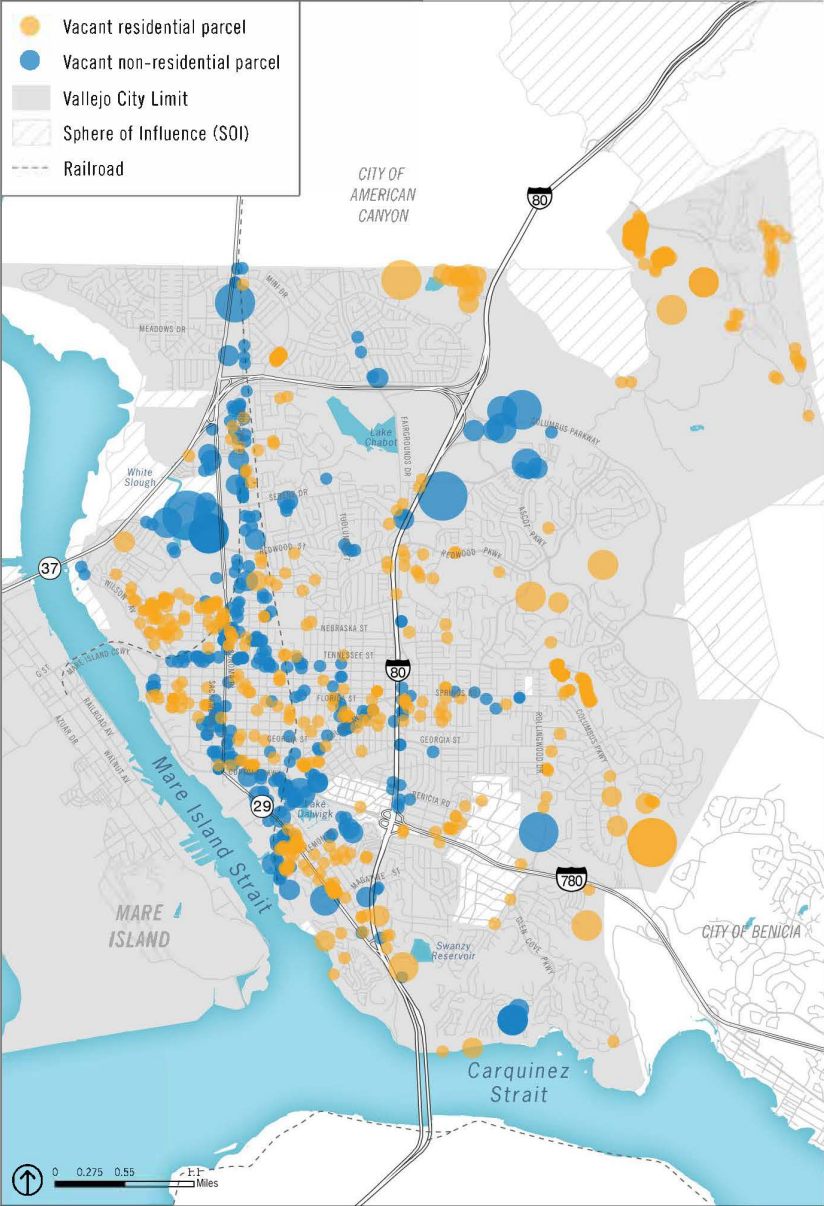 Vacant residential parcel
Vacant non-residential parcel
Vallejo City Limit
Sphere of Influence (SOI)
Railroad
CITY OF
AMERICAN
CANYON
80
MINI DR
MEADOWS DR
COLUMBUS PARKWAY
Lake
Chabot
FAIRGROUNDS DR
White
Slough
SERENO DR
ASCOT PKWY
REDWOOD ST
REDWOOD PKWY
37
WILSON AV
NEBRASKA ST
TENNESSEE ST
MARE ISLAND CSWY
G ST
80
FLORIDA ST
RAILROAD AV
AZUAR DR
WALNUT AV
GEORGIA ST
GEORGIA ST
ROLLINGWOOD DR
COLUMBUS PKWY
Mare Island Strait
29
Lake
Dalwigk
BENICIA RD
MAGAZINE ST
780
MARE
ISLAND
GLEN COVE PKWY
CITY OF BENICIA
Swanzy
Reservoir
Carquinez
Strait
0 0.275 0.55 1.1
Miles